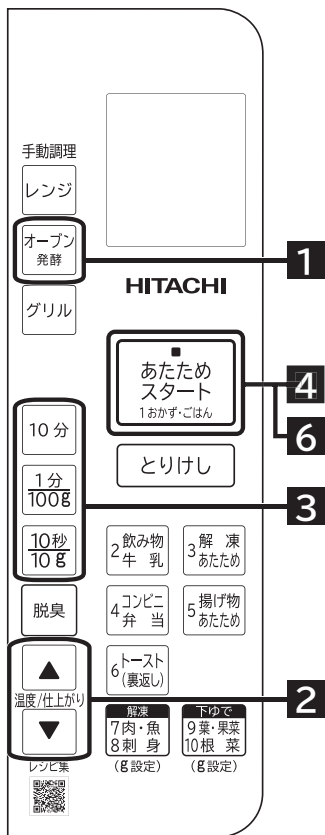 手動調理
レンジ
オーブン
発酵
1
HITACHI
グリル
あたため
スタート
1おかず・ごはん
4
6
10分
とりけし
1分
100g
3
10秒
10g
2飲み物
牛乳
3解凍
あたため
脱臭
4コンビニ
弁当
5揚げ物
あたため
▲
温度/仕上がり
▼
2
6トースト
(裏返し)
解凍
7肉・魚
8刺身
(g設定)
下ゆで
9葉・果菜
10根菜
(g設定)
レシピ集